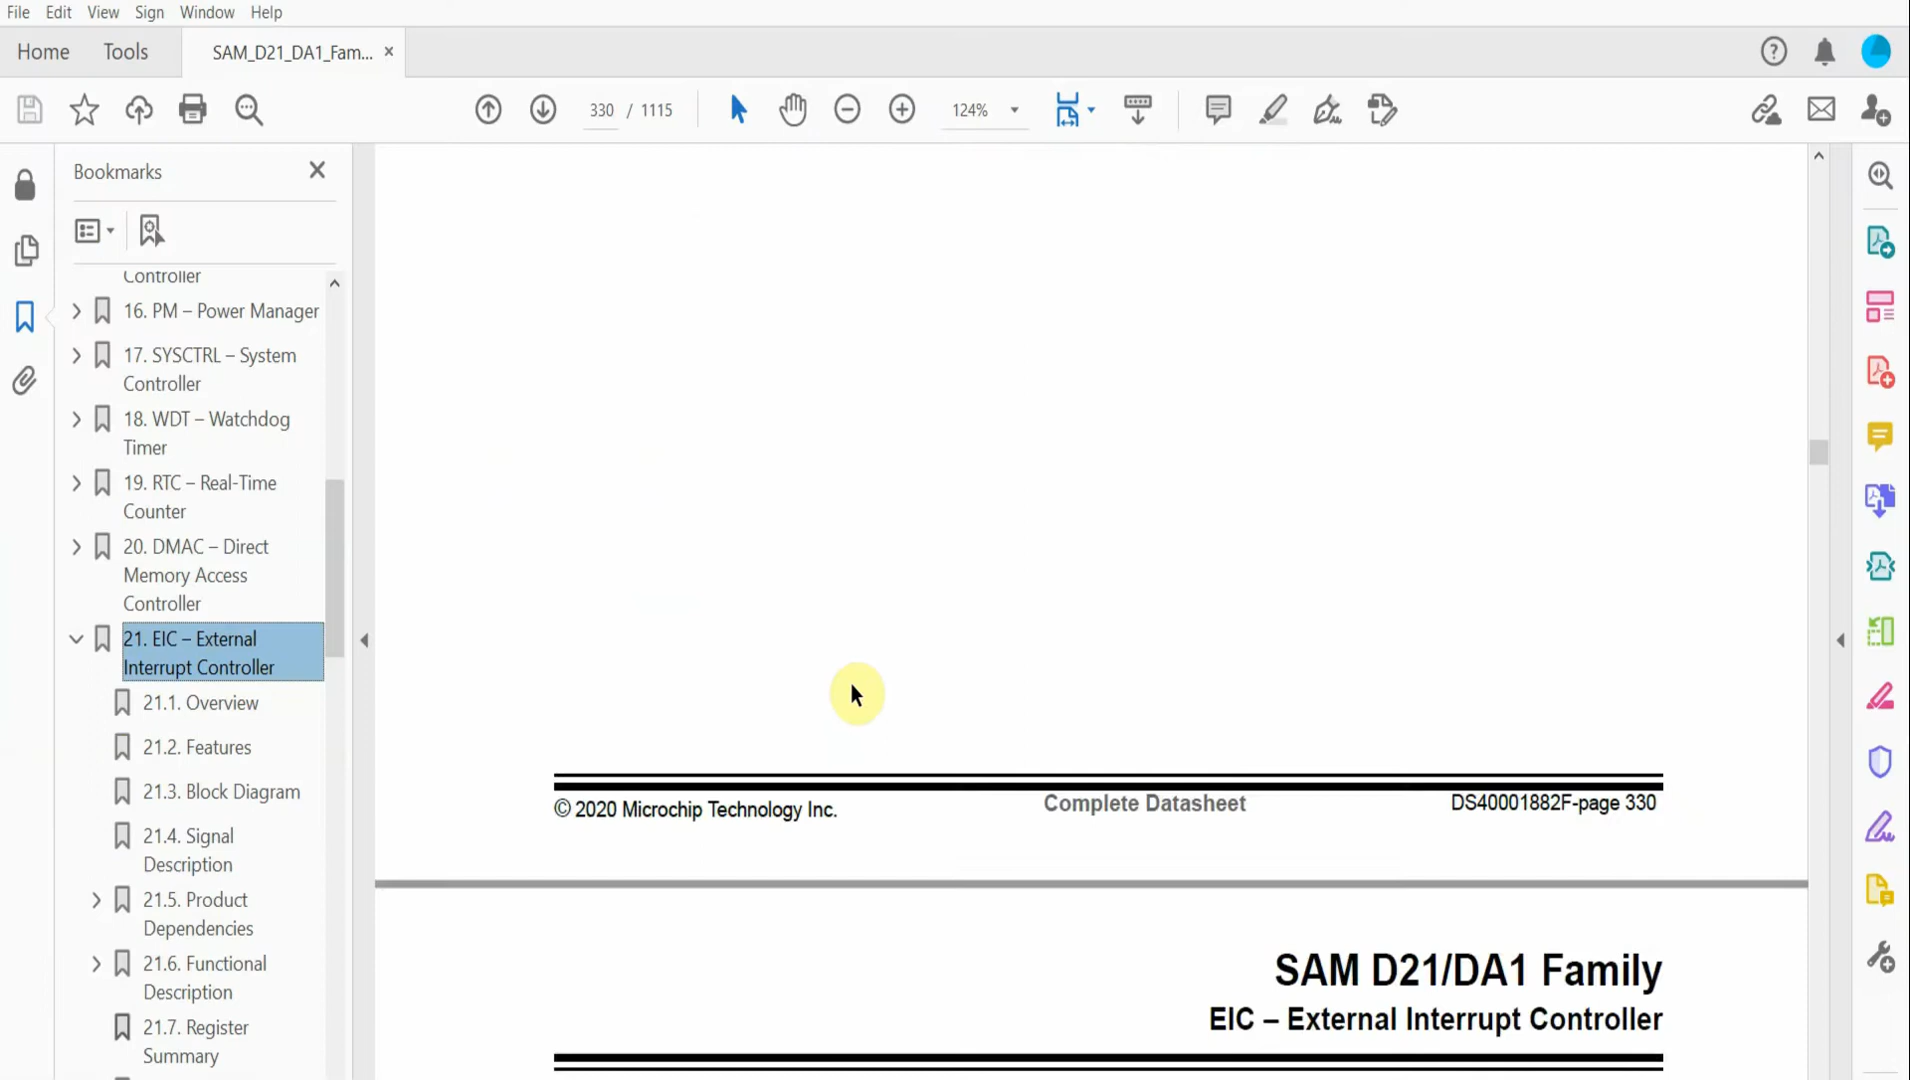 File Edit View Sign Window Help
Home Tools SAM_D21_DA1_Fam... ×
330 / 1115 124%
Bookmarks
Controller
16. PM – Power Manager
17. SYSCTRL – System
Controller
18. WDT – Watchdog
Timer
19. RTC – Real-Time
Counter
20. DMAC – Direct
Memory Access
Controller
21. EIC – External
Interrupt Controller
21.1. Overview
21.2. Features
21.3. Block Diagram
21.4. Signal
Description
21.5. Product
Dependencies
21.6. Functional
Description
21.7. Register
Summary
© 2020 Microchip Technology Inc. Complete Datasheet DS40001882F-page 330
SAM D21/DA1 Family
EIC – External Interrupt Controller